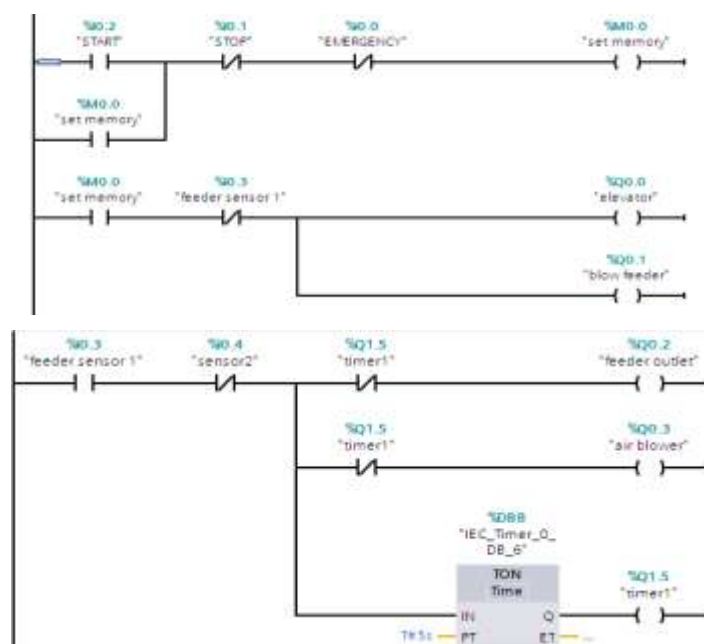 %I0.2 %I0.1 %I0.0 %M0.0
"START" "STOP" "EMERGENCY" "set memory"
%M0.0
"set memory"
%M0.0 %I0.3 %Q0.0
"set memory" "feeder sensor 1" "elevator"
%Q0.1
"blow feeder"
%I0.3 %I0.4 %Q1.5 %Q0.2
"feeder sensor 1" "sensor2" "timer1" "feeder outlet"
%Q1.5 %Q0.3
"timer1" "air blower"
%DB8
"IEC_Timer_0_
DB_6"
TON %Q1.5
Time "timer1"
IN Q
T#5s PT ET ...